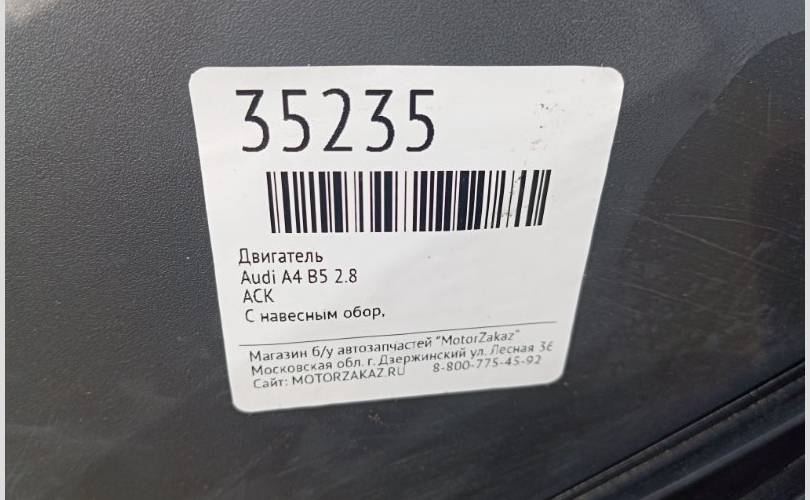 35235
Двигатель
Audi A4 B5 2.8
ACK
С навесным обор,
Магазин б/у автозапчастей "MotorZakaz"
Московская обл. г. Дзержинский ул. Лесная 36
Сайт: MOTORZAKAZ.RU 8-800-775-45-92